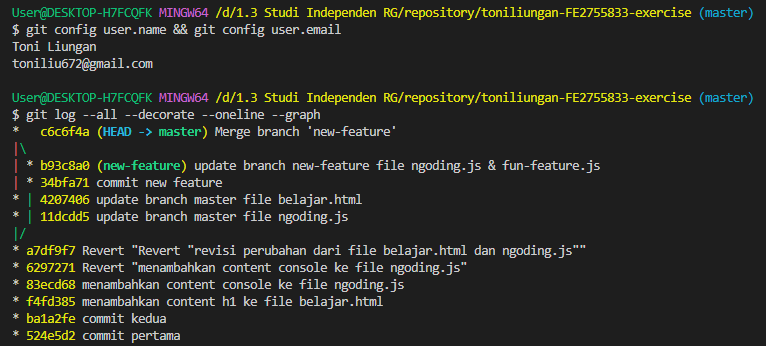 User@DESKTOP-H7FCQFK MINGW64 /d/1.3 Studi Independen RG/repository/toniliungan-FE2755833-exercise (master)
$ git config user.name && git config user.email
Toni Liungan
toniliu672@gmail.com
User@DESKTOP-H7FCQFK MINGW64 /d/1.3 Studi Independen RG/repository/toniliungan-FE2755833-exercise (master)
$ git log --all --decorate --oneline --graph
*   c6c6f4a (HEAD -> master) Merge branch 'new-feature'
|\
| * b93c8a0 (new-feature) update branch new-feature file ngoding.js & fun-feature.js
| * 34bfa71 commit new feature
* | 4207406 update branch master file belajar.html
* | 11dcdd5 update branch master file ngoding.js
|/
* a7df9f7 Revert "Revert "revisi perubahan dari file belajar.html dan ngoding.js""
* 6297271 Revert "menambahkan content console ke file ngoding.js"
* 83ecd68 menambahkan content console ke file ngoding.js
* f4fd385 menambahkan content h1 ke file belajar.html
* ba1a2fe commit kedua
* 524e5d2 commit pertama